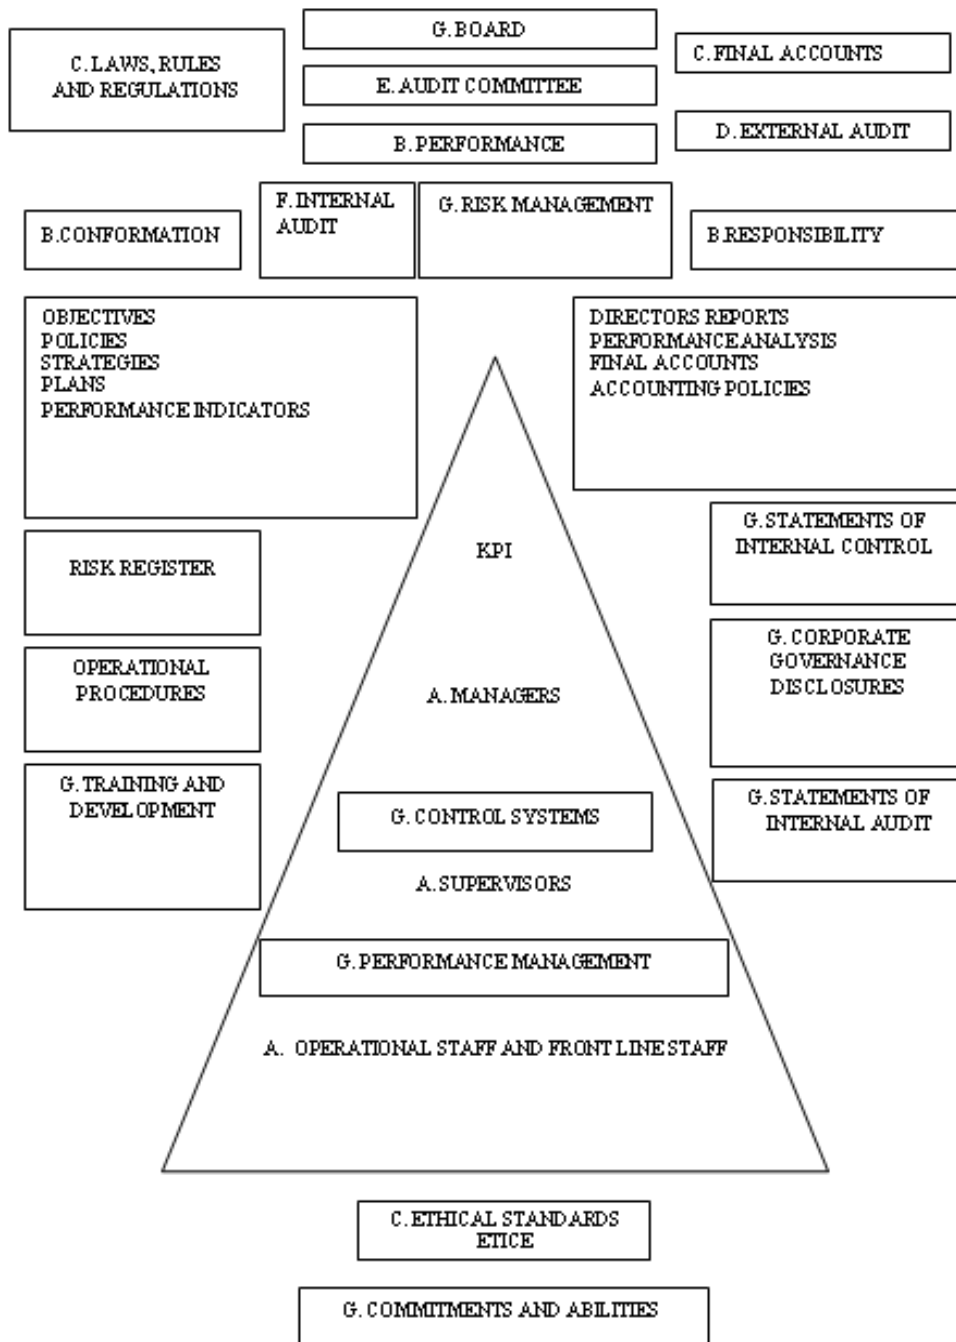 G. BOARD
C. LAWS, RULES
AND REGULATIONS
C. FINAL ACCOUNTS
E. AUDIT COMMITTEE
D. EXTERNAL AUDIT
B. PERFORMANCE
F. INTERNAL
AUDIT
G. RISK MANAGEMENT
B. CONFORMATION
B. RESPONSIBILITY
OBJECTIVES
POLICIES
STRATEGIES
PLANS
PERFORMANCE INDICATORS
DIRECTORS REPORTS
PERFORMANCE ANALYSIS
FINAL ACCOUNTS
ACCOUNTING POLICIES
KPI
G. STATEMENTS OF
INTERNAL CONTROL
RISK REGISTER
OPERATIONAL
PROCEDURES
G. CORPORATE
GOVERNANCE
DISCLOSURES
A. MANAGERS
G. TRAINING AND
DEVELOPMENT
G. STATEMENTS OF
INTERNAL AUDIT
G. CONTROL SYSTEMS
A. SUPERVISORS
G. PERFORMANCE MANAGEMENT
A. OPERATIONAL STAFF AND FRONT LINE STAFF
C. ETHICAL STANDARDS
ETICE
G. COMMITMENTS AND ABILITIES